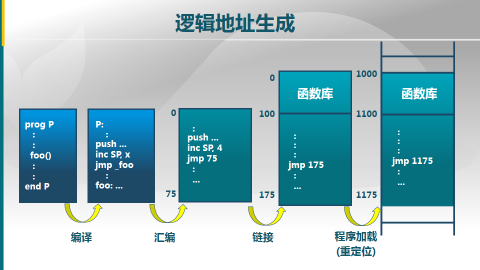 逻辑地址生成
prog P
:
:
foo()
:
:
end P
P:
:
push ...
inc SP, x
jmp _foo
:
foo: ...
0
75
:
push ...
inc SP, 4
jmp 75
:
...
0
100
175
函数库
:
:
:
jmp 175
:
...
1000
1100
1175
函数库
:
:
:
jmp 1175
:
...
编译
汇编
链接
程序加载
(重定位)